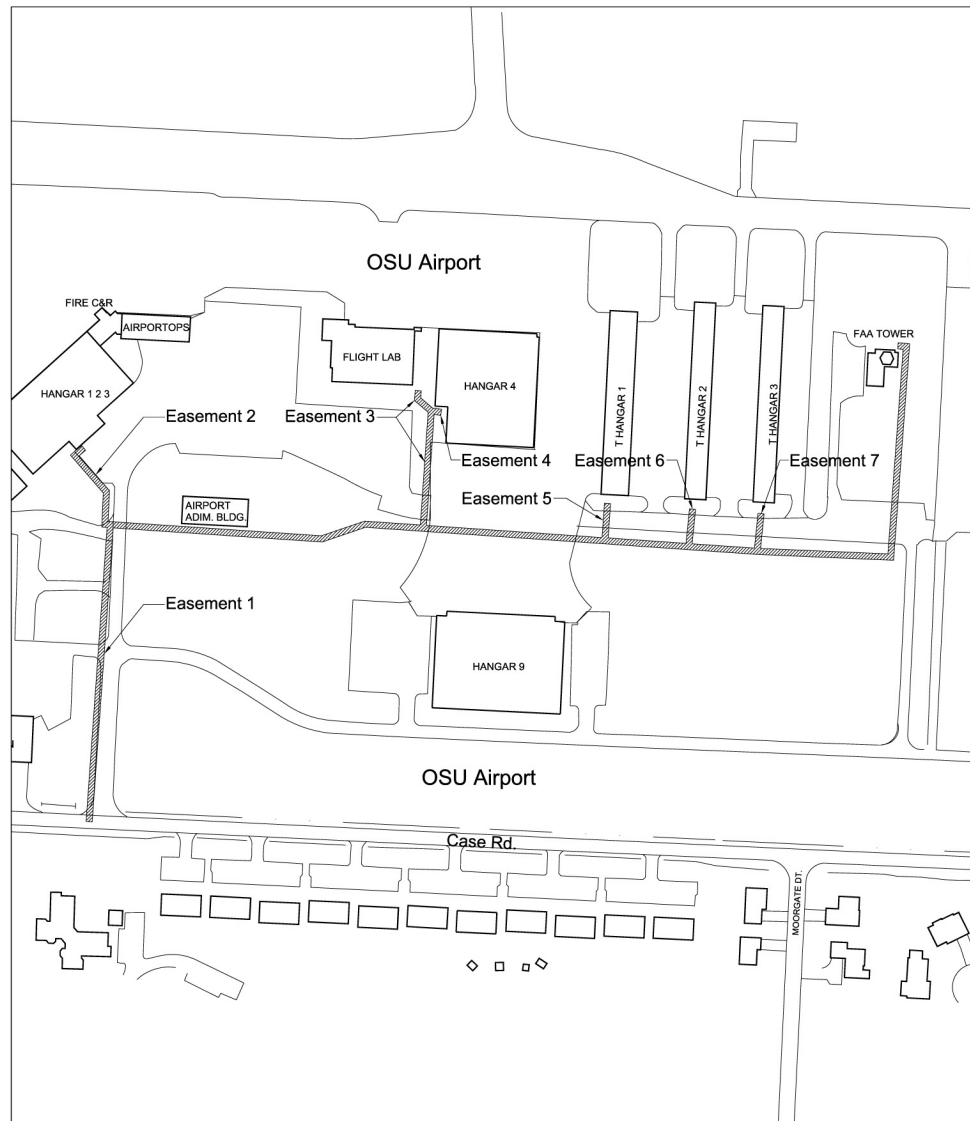 OSU Airport
FIRE C&R
AIRPORTOPS
FLIGHT LAB
HANGAR 4
T HANGAR 1
T HANGAR 2
T HANGAR 3
FAA TOWER
HANGAR 1 2 3
Easement 2
Easement 3
Easement 4
Easement 6
Easement 7
Easement 5
AIRPORT
ADIM. BLDG.
Easement 1
HANGAR 9
OSU Airport
Case Rd.
MOORGATE DT.